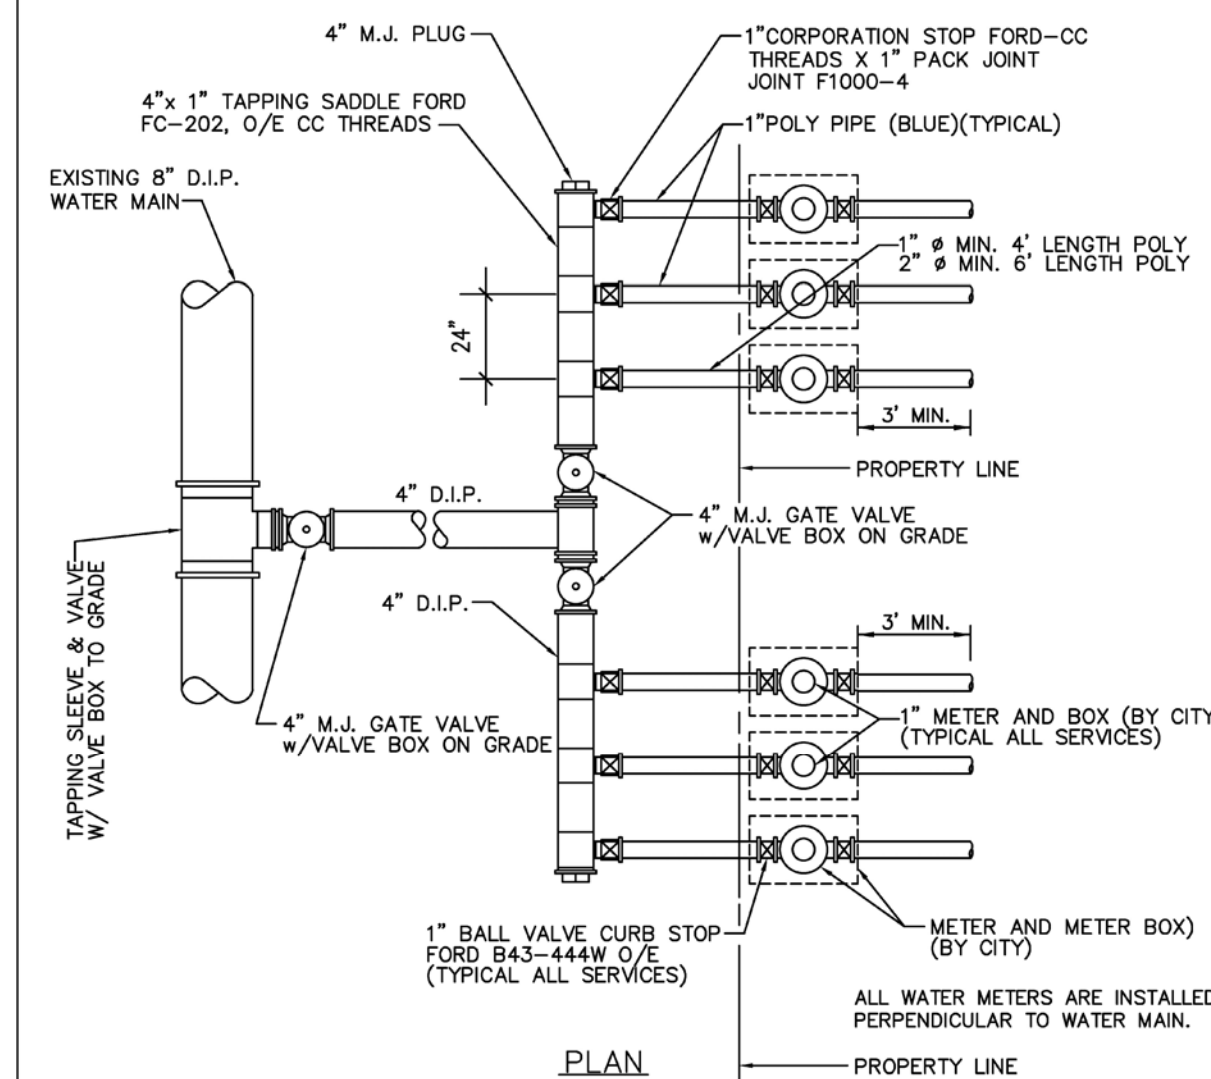 4" M.J. PLUG
1"CORPORATION STOP FORD-CC
THREADS X 1" PACK JOINT
JOINT F1000-4
4"x 1" TAPPING SADDLE FORD
FC-202, O/E CC THREADS
1"POLY PIPE (BLUE)(TYPICAL)
EXISTING 8" D.I.P.
WATER MAIN
1" ø MIN. 4' LENGTH POLY
2" ø MIN. 6' LENGTH POLY
24"
3' MIN.
PROPERTY LINE
4" D.I.P.
4" M.J. GATE VALVE
w/VALVE BOX ON GRADE
TAPPING SLEEVE & VALVE
W/ VALVE BOX TO GRADE
4" D.I.P.
3' MIN.
4" M.J. GATE VALVE
w/VALVE BOX ON GRADE
1" METER AND BOX (BY CITY
(TYPICAL ALL SERVICES)
1" BALL VALVE CURB STOP
FORD B43-444W O/E
(TYPICAL ALL SERVICES)
METER AND METER BOX)
(BY CITY)
ALL WATER METERS ARE INSTALLED
PERPENDICULAR TO WATER MAIN.
PLAN
PROPERTY LINE